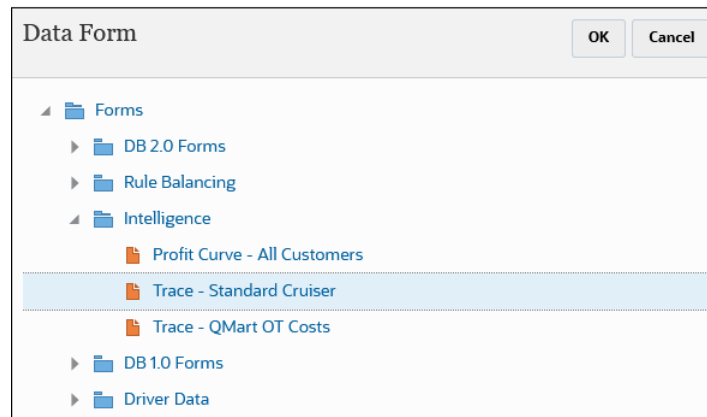 Data Form
OK
Cancel
Forms
DB 2.0 Forms
Rule Balancing
Intelligence
Profit Curve - All Customers
Trace - Standard Cruiser
Trace - QMart OT Costs
DB 1.0 Forms
Driver Data